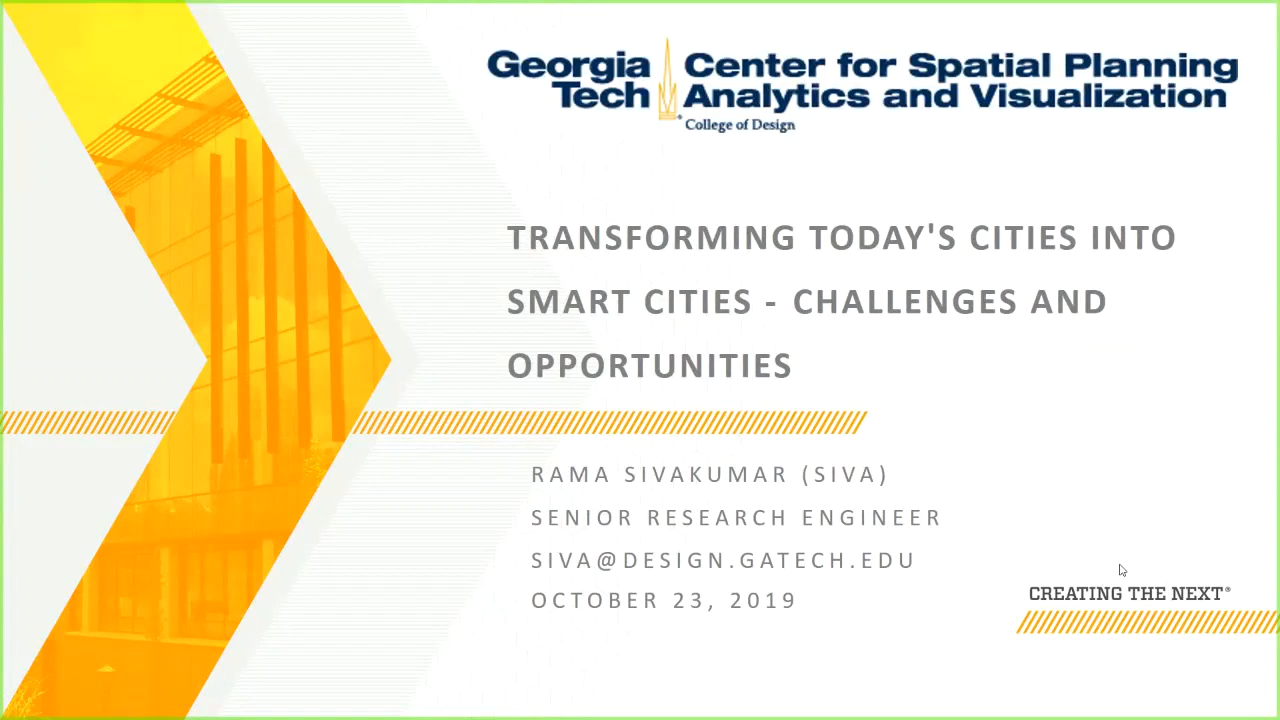 Georgia Tech
Center for Spatial Planning
Analytics and Visualization
College of Design
TRANSFORMING TODAY'S CITIES INTO
SMART CITIES - CHALLENGES AND
OPPORTUNITIES
RAMA SIVAKUMAR (SIVA)
SENIOR RESEARCH ENGINEER
SIVA@DESIGN.GATECH.EDU
OCTOBER 23, 2019
CREATING THE NEXT®